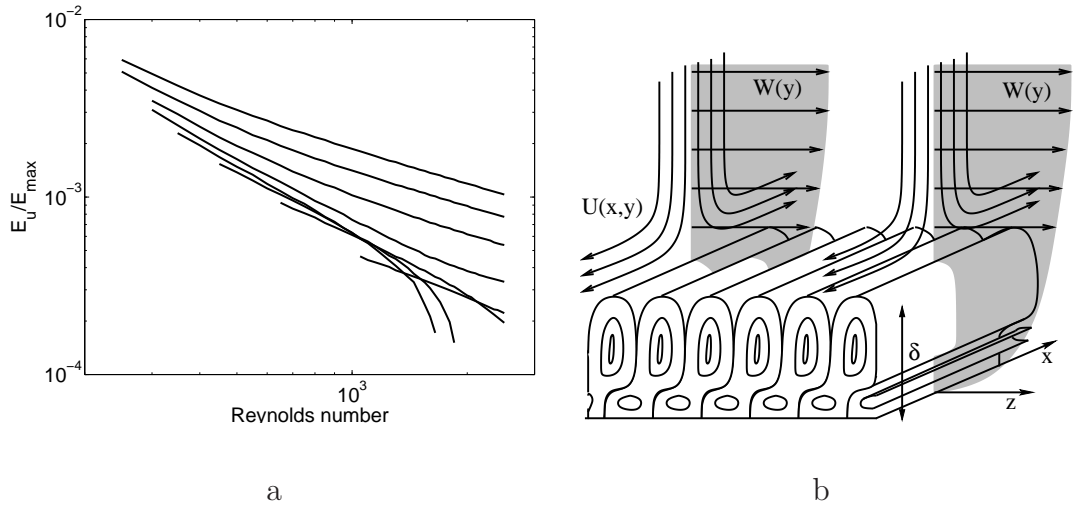 10^-2
10^-3
10^-4
E_u/E_max
10^3
Reynolds number
a
W(y)
W(y)
U(x,y)
δ
x
z
b